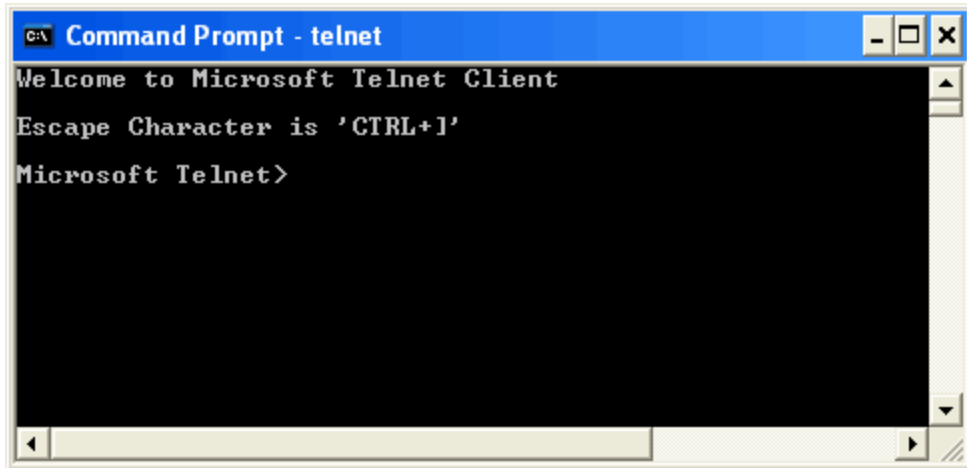 Command Prompt - telnet
Welcome to Microsoft Telnet Client
Escape Character is 'CTRL+]'
Microsoft Telnet>